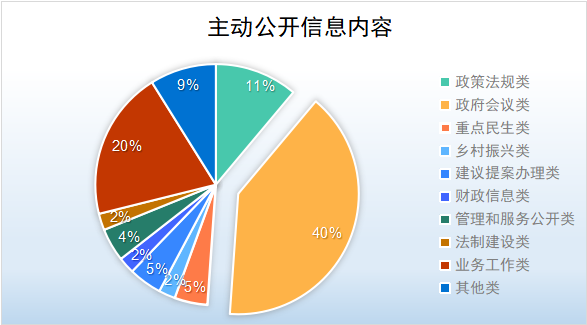 主动公开信息内容
9%
11%
20%
40%
2%
4%
2%
5%
2%
5%
政策法规类
政府会议类
重点民生类
乡村振兴类
建议提案办理类
财政信息类
管理和服务公开类
法制建设类
业务工作类
其他类